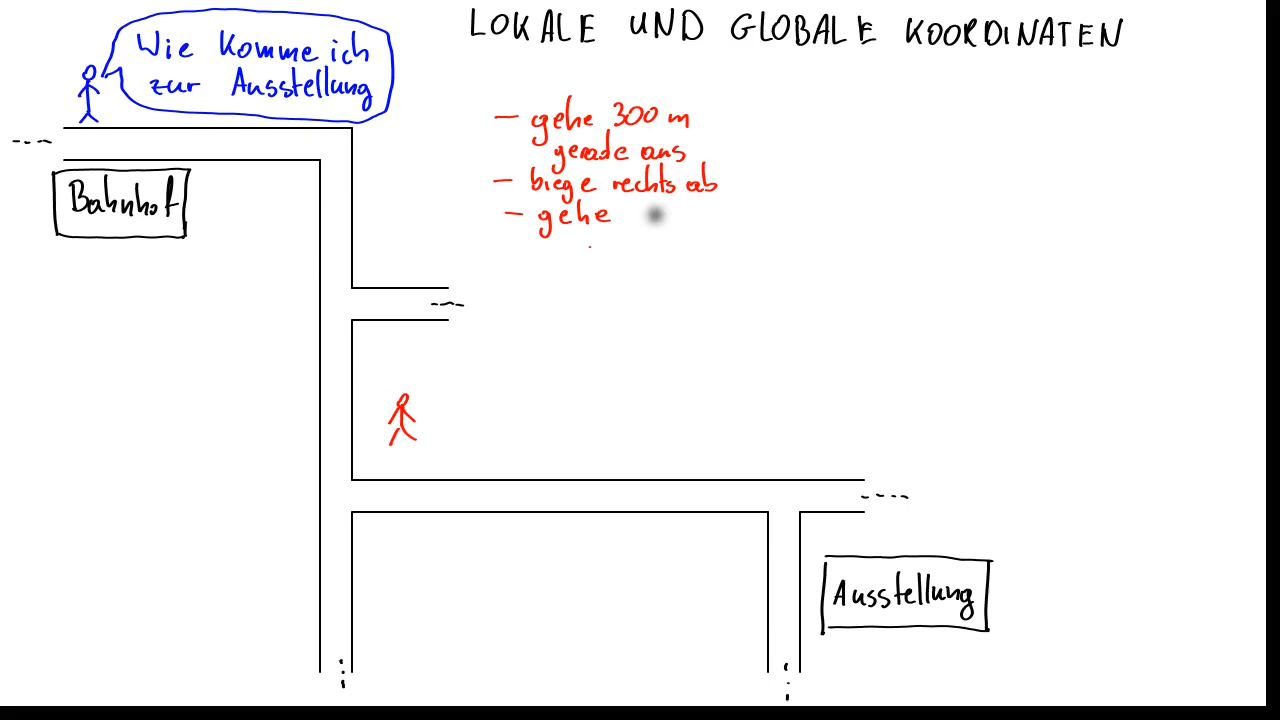 LOKALE UND GLOBALE KOORDINATEN
Wie komme ich
zur Ausstellung
- gehe 300 m
gerade aus
- biege rechts ab
- gehe
Bahnhof
Ausstellung